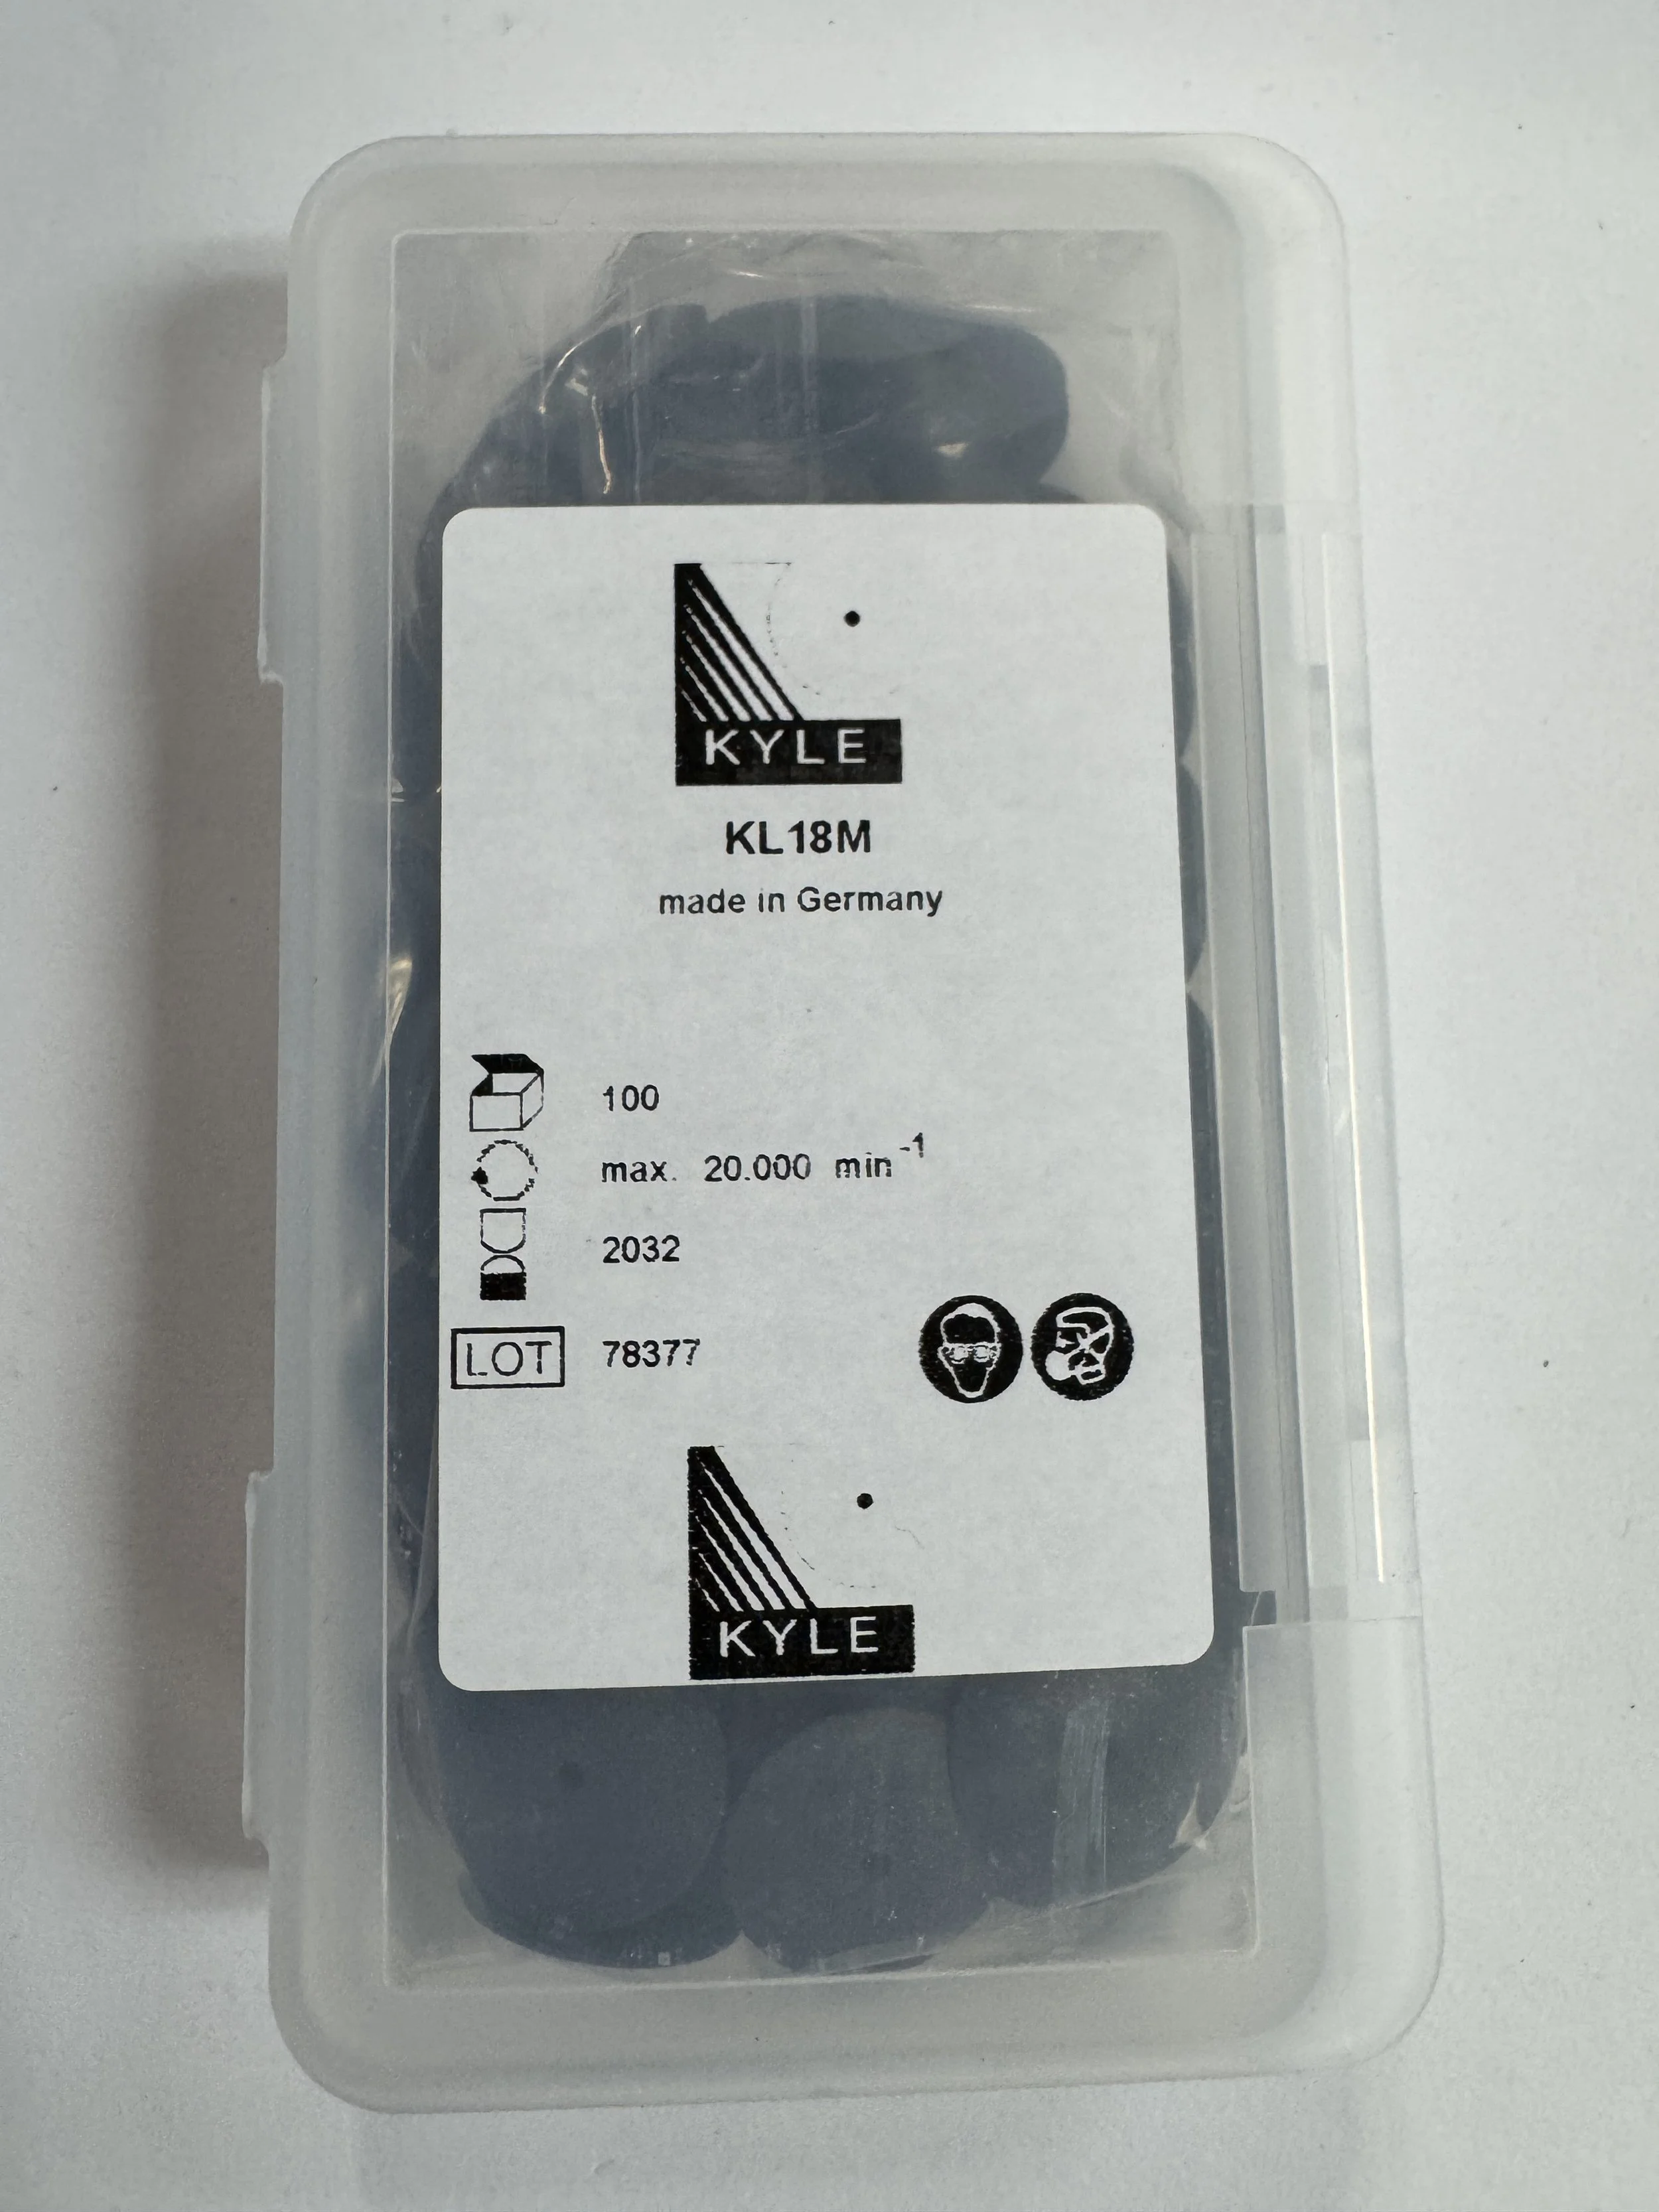 KYLE
KL18M
made in Germany
100
max. 20.000 min⁻¹
2032
LOT 78377
KYLE